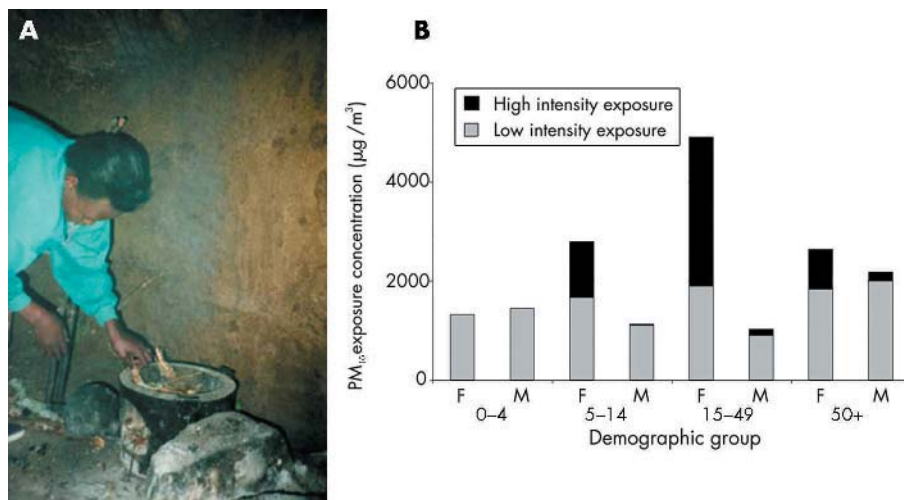 A
B
6000
4000
2000
0
PM₁₀ exposure concentration (μg /m³)
High intensity exposure
Low intensity exposure
F M F M F M F M
0–4 5–14 15–49 50+
Demographic group